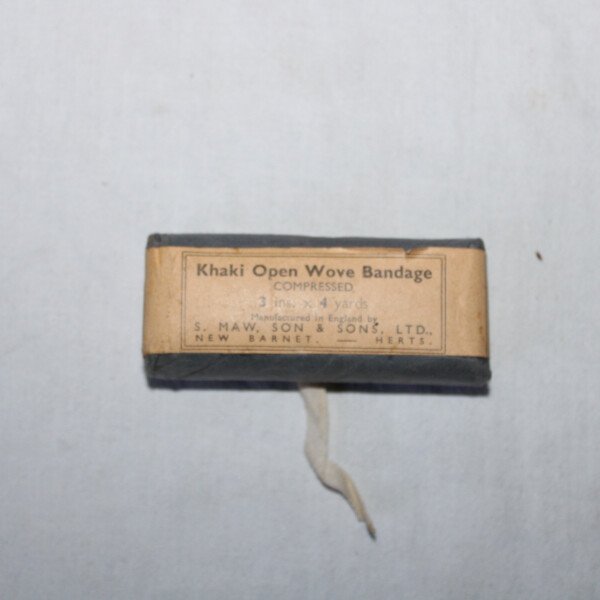 Khaki Open Wove Bandage
COMPRESSED
3 ins. x 4 yards
Manufactured in England by
S. MAW, SON & SONS, LTD.,
NEW BARNET. — HERTS.